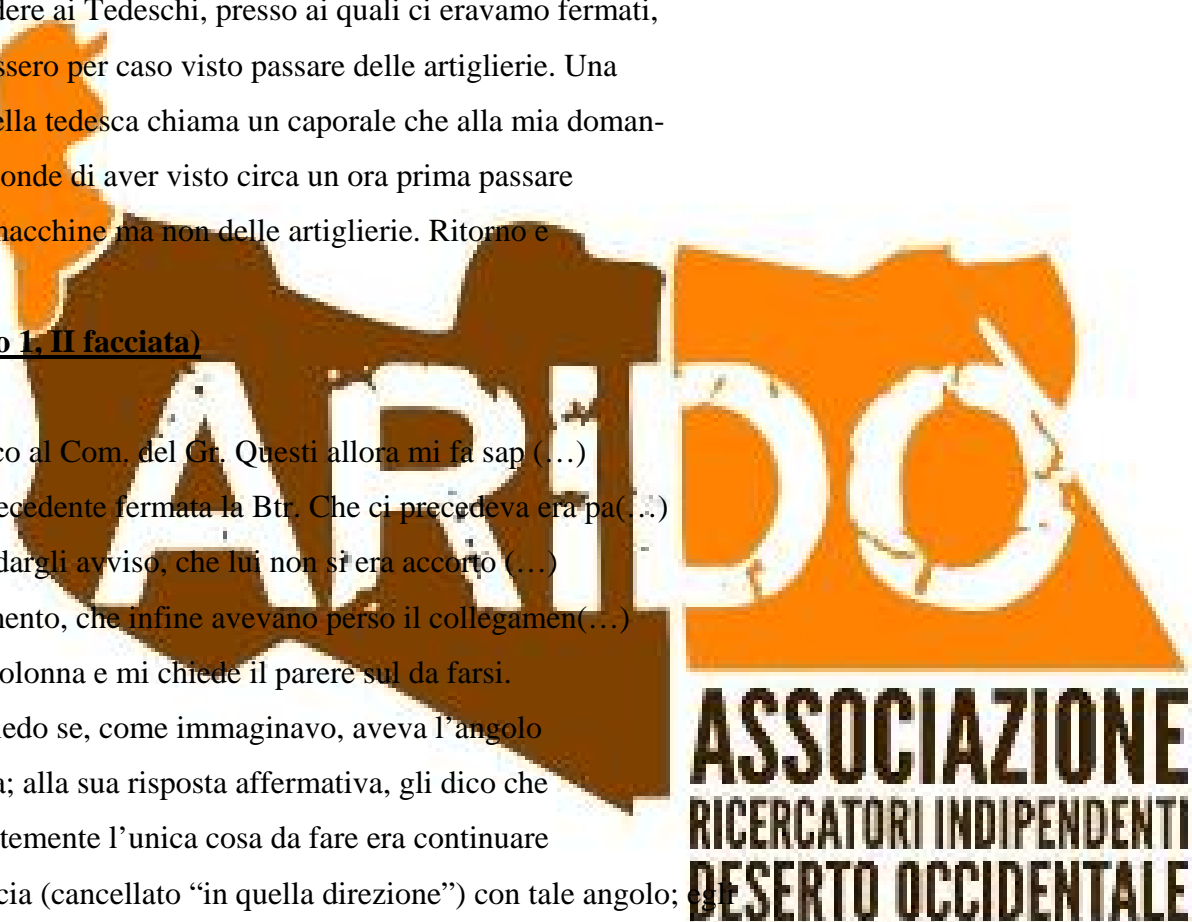 dere ai Tedeschi, presso ai quali ci eravamo fermati,
ssero per caso visto passare delle artiglierie. Una
ella tedesca chiama un caporale che alla mia doman-
onde di aver visto circa un ora prima passare
macchine ma non delle artiglierie. Ritorno e
o 1, II facciata)
co al Com. del Gr. Questi allora mi fa sap (…)
ecedente fermata la Btr. Che ci precedeva era pa(…)
dargli avviso, che lui non si era accorto (…)
mento, che infine avevano perso il collegamen(…)
olonna e mi chiede il parere sul da farsi.
iedo se, come immaginavo, aveva l’angolo
a; alla sua risposta affermativa, gli dico che
temente l’unica cosa da fare era continuare
cia (cancellato “in quella direzione”) con tale angolo; egli
ARiDO
ASSOCIAZIONE
RICERCATORI INDIPENDENTI
DESERTO OCCIDENTALE